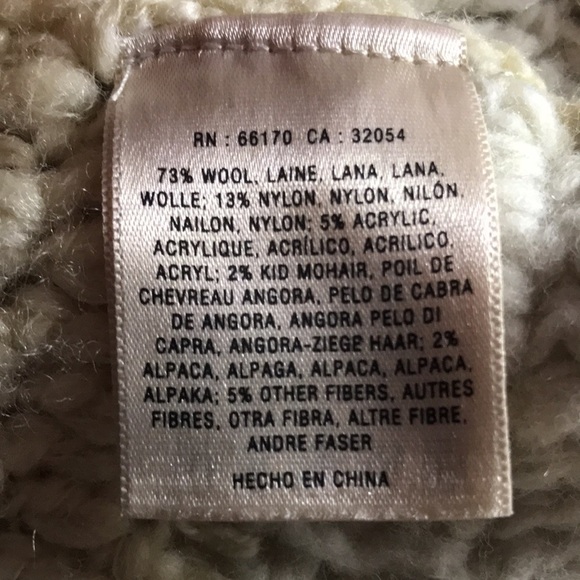 RN : 66170 CA : 32054
73% WOOL, LAINE, LANA, LANA,
WOLLE; 13% NYLON, NYLON, NILÓN,
NAILON, NYLON; 5% ACRYLIC,
ACRYLIQUE, ACRÍLICO, ACRILICO,
ACRYL; 2% KID MOHAIR, POIL DE
CHEVREAU ANGORA, PELO DE CABRA
DE ANGORA, ANGORA PELO DI
CAPRA, ANGORA-ZIEGE HAAR; 2%
ALPACA, ALPAGA, ALPACA, ALPACA,
ALPAKA; 5% OTHER FIBERS, AUTRES
FIBRES, OTRA FIBRA, ALTRE FIBRE,
ANDRE FASER
HECHO EN CHINA